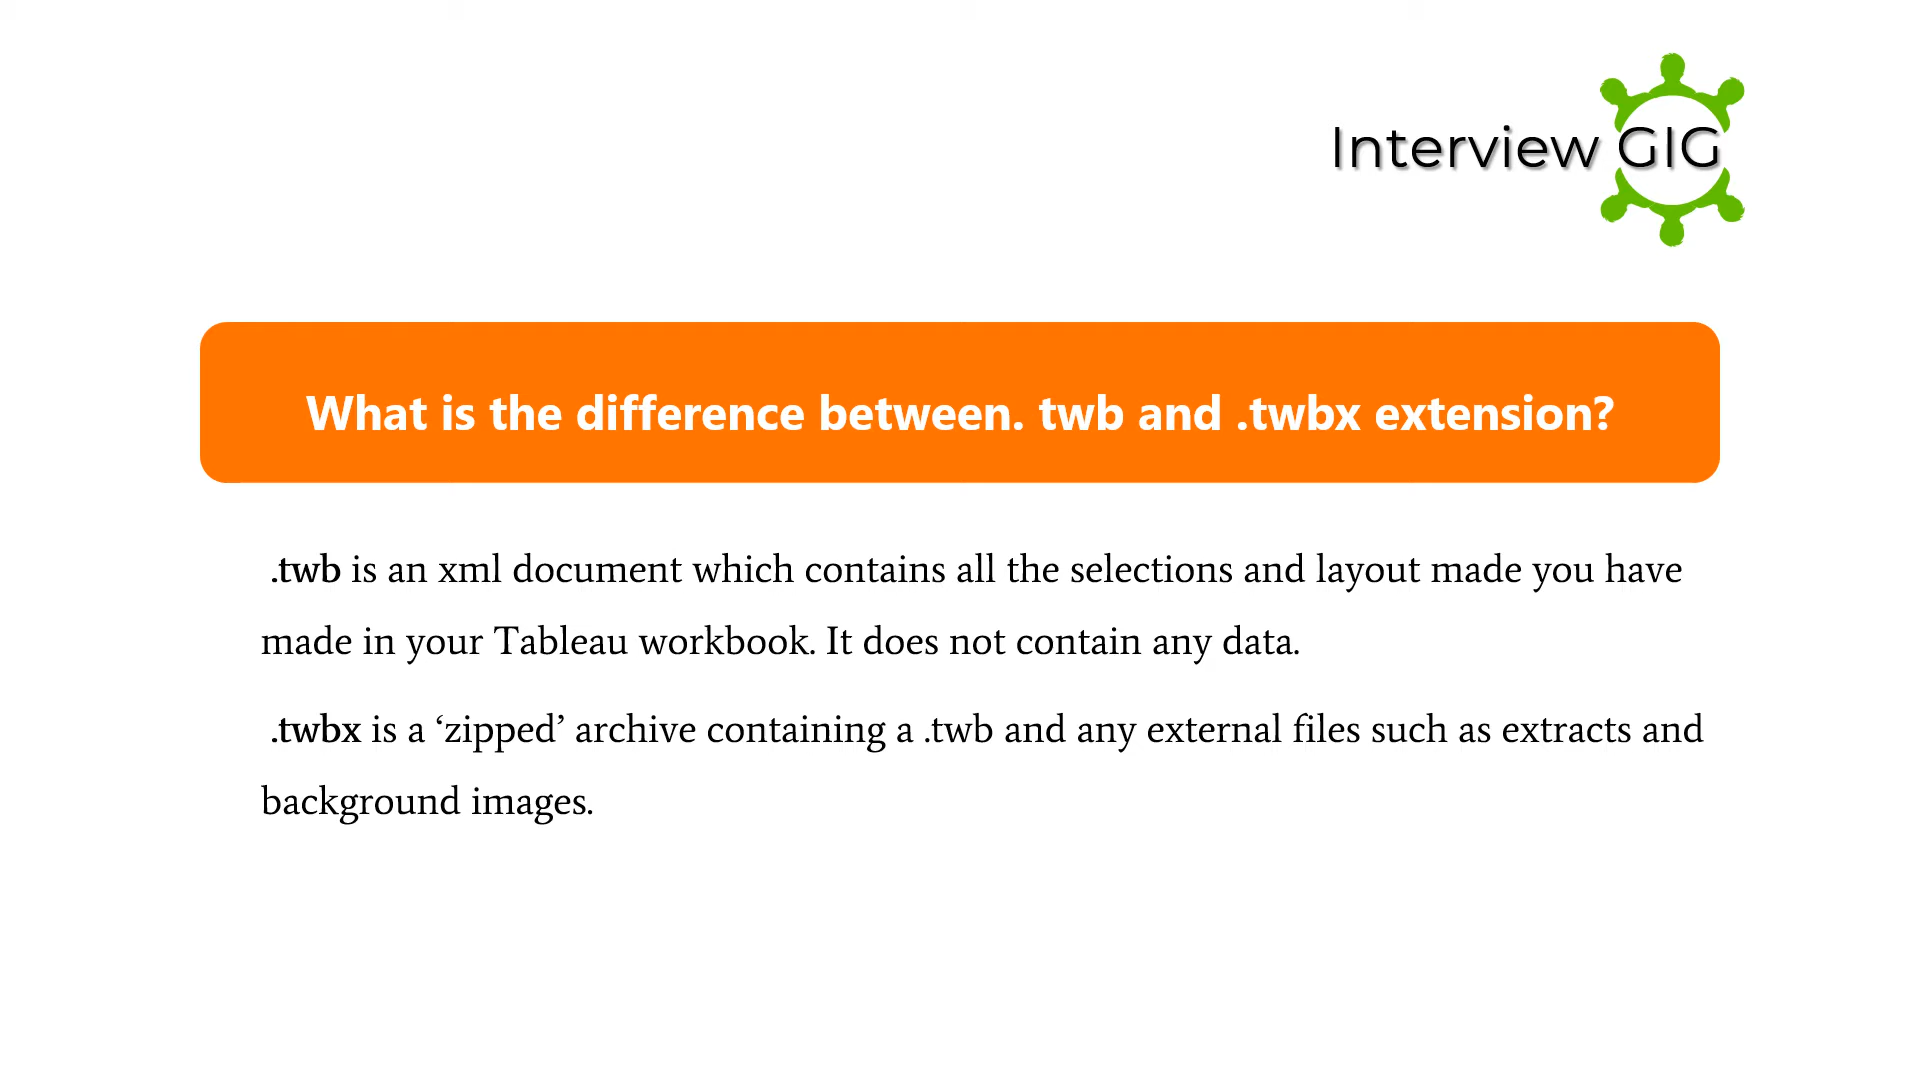 Interview GIG
What is the difference between. twb and .twbx extension?
.twb is an xml document which contains all the selections and layout made you have
made in your Tableau workbook. It does not contain any data.
.twbx is a ‘zipped’ archive containing a .twb and any external files such as extracts and
background images.